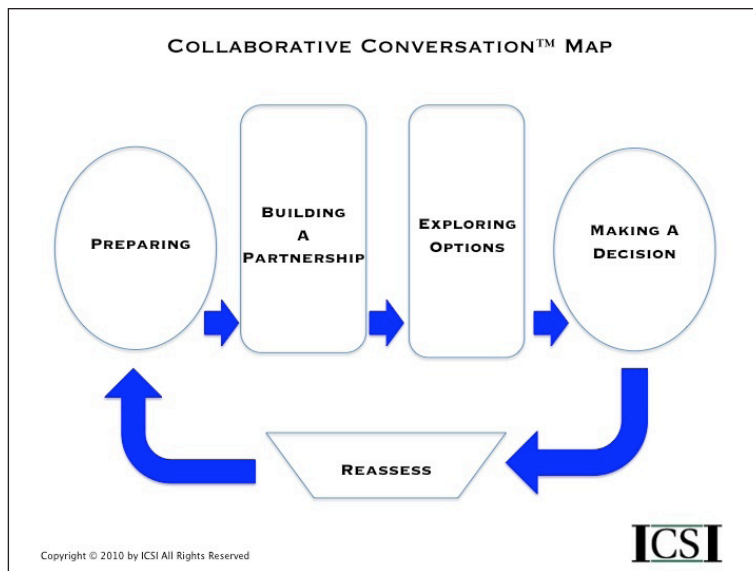 COLLABORATIVE CONVERSATION™ MAP
PREPARING
BUILDING
A
PARTNERSHIP
EXPLORING
OPTIONS
MAKING A
DECISION
REASSESS
Copyright © 2010 by ICSI All Rights Reserved
ICSI